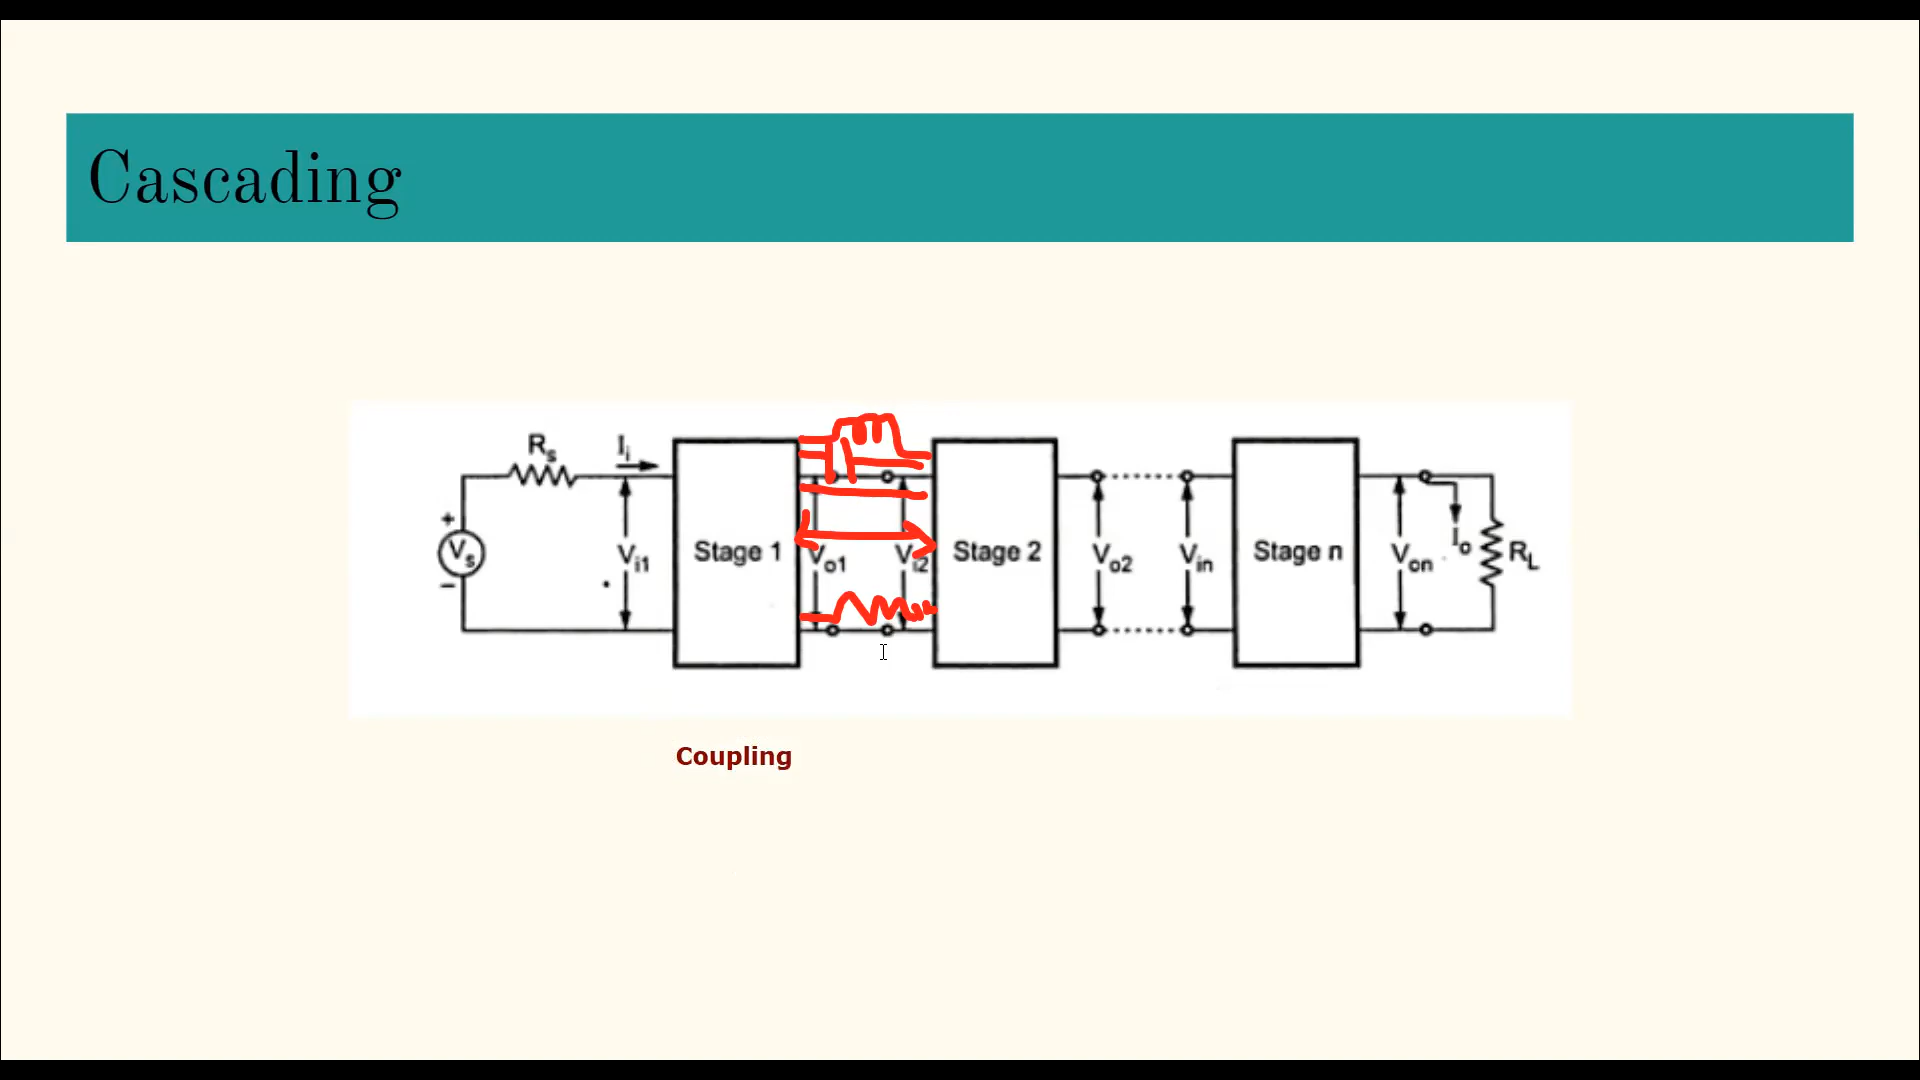 Cascading
Rs Ii
+
Vs Vi1 Stage 1 Vo1 Vi2 Stage 2 Vo2 Vin Stage n Von Io RL
−
Coupling